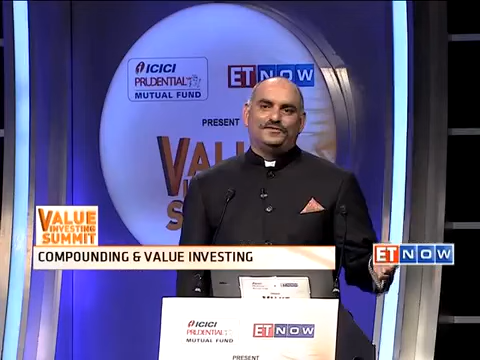 ICICI
PRUDENTIAL
MUTUAL FUND
ET NOW
PRESENT
VALUE
VALUE
INVESTING
SUMMIT
COMPOUNDING & VALUE INVESTING
ET NOW
ICICI
PRUDENTIAL
MUTUAL FUND
ET NOW
PRESENT